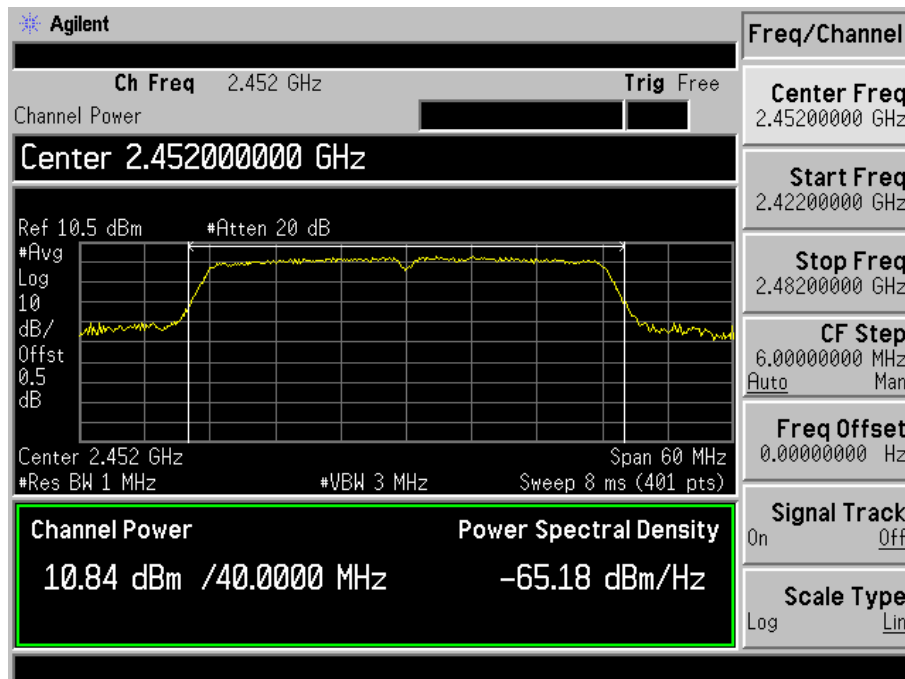 Agilent
Freq/Channel
Ch Freq 2.452 GHz Trig Free
Channel Power
Center 2.452000000 GHz
Ref 10.5 dBm #Atten 20 dB
#Avg
Log
10
dB/
Offst
0.5
dB
Center 2.452 GHz Span 60 MHz
#Res BW 1 MHz #VBW 3 MHz Sweep 8 ms (401 pts)
Channel Power Power Spectral Density
10.84 dBm /40.0000 MHz -65.18 dBm/Hz
Center Freq
2.45200000 GHz
Start Freq
2.42200000 GHz
Stop Freq
2.48200000 GHz
CF Step
6.00000000 MHz
Auto Man
Freq Offset
0.00000000 Hz
Signal Track
On Off
Scale Type
Log Lin